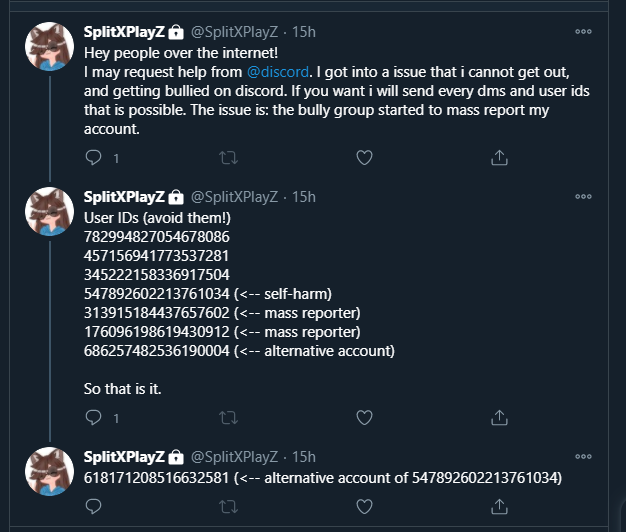 SplitXPlayZ @SplitXPlayZ · 15h
Hey people over the internet!
I may request help from @discord. I got into a issue that i cannot get out,
and getting bullied on discord. If you want i will send every dms and user ids
that is possible. The issue is: the bully group started to mass report my
account.
1
SplitXPlayZ @SplitXPlayZ · 15h
User IDs (avoid them!)
782994827054678086
457156941773537281
345222158336917504
547892602213761034 (<-- self-harm)
313915184437657602 (<-- mass reporter)
176096198619430912 (<-- mass reporter)
686257482536190004 (<-- alternative account)
So that is it.
1
SplitXPlayZ @SplitXPlayZ · 15h
618171208516632581 (<-- alternative account of 547892602213761034)